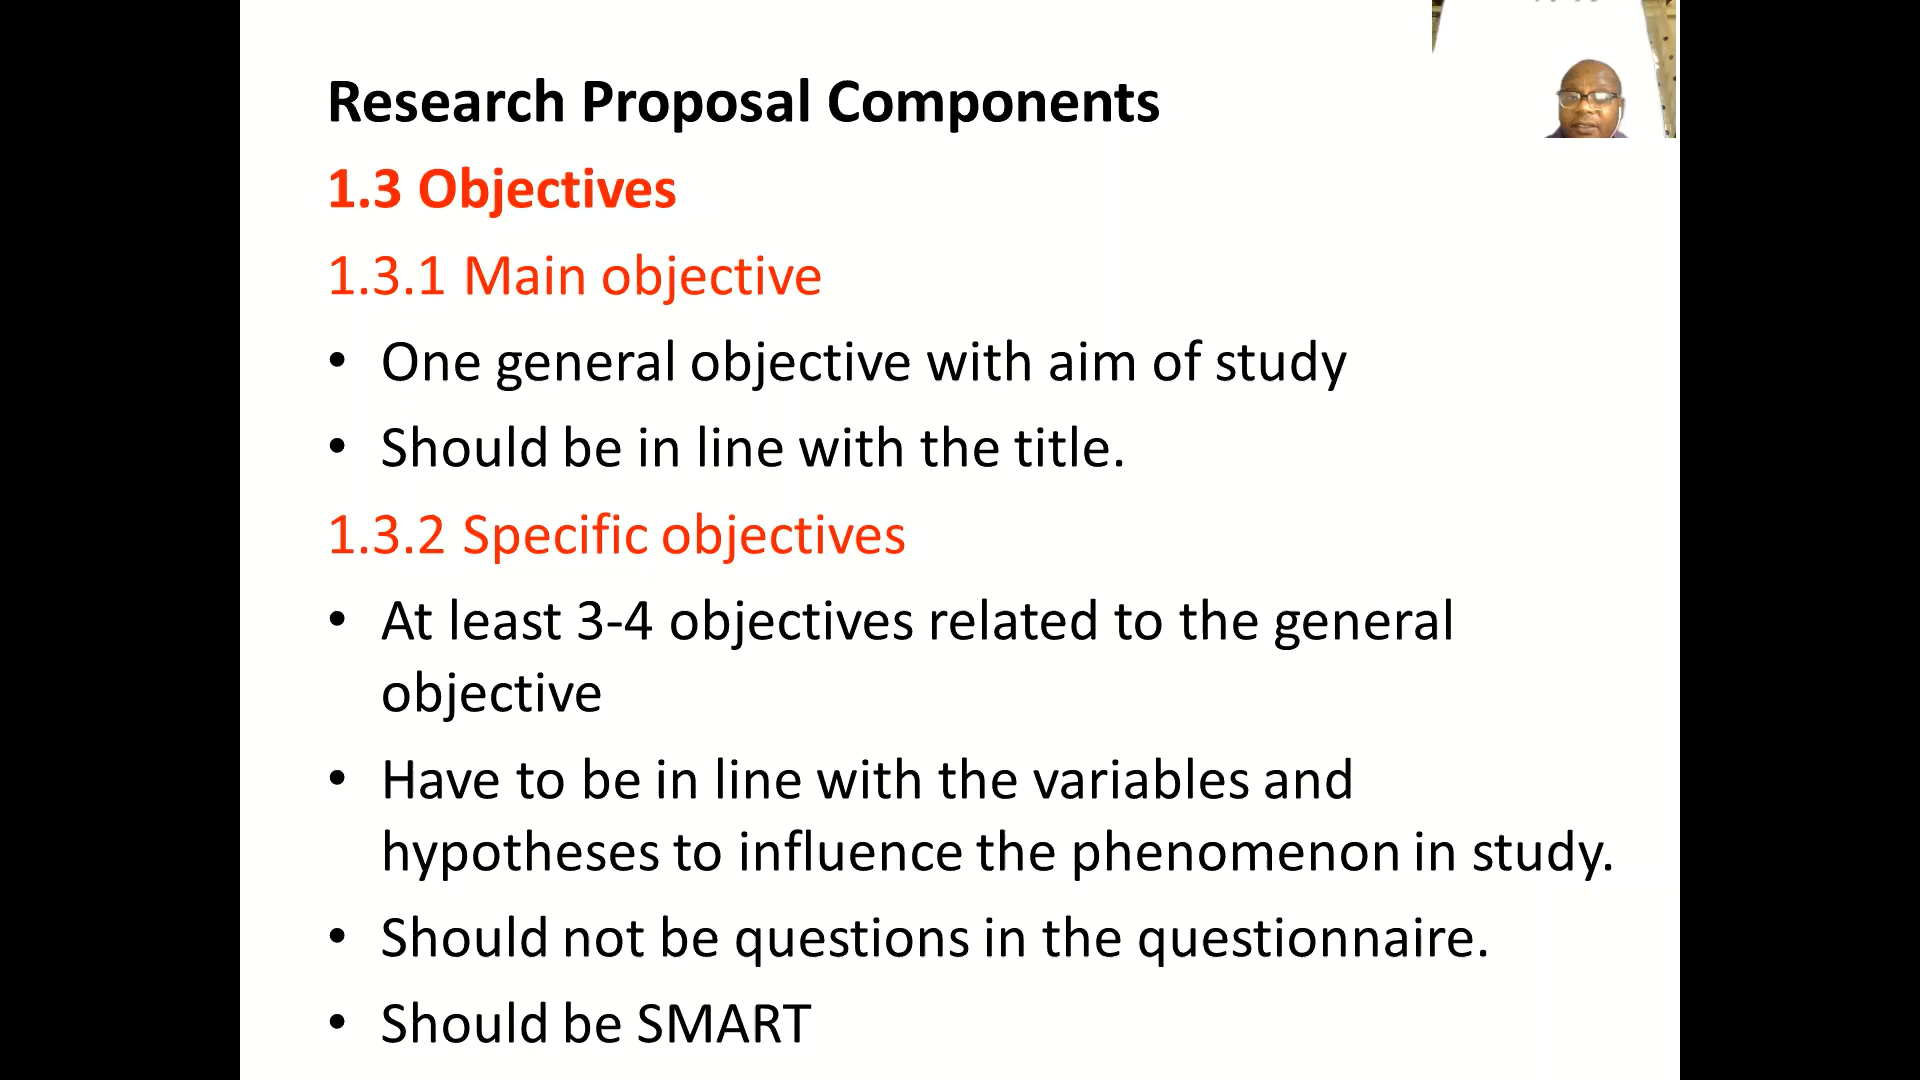 Research Proposal Components
1.3 Objectives
1.3.1 Main objective
• One general objective with aim of study
• Should be in line with the title.
1.3.2 Specific objectives
• At least 3-4 objectives related to the general
objective
• Have to be in line with the variables and
hypotheses to influence the phenomenon in study.
• Should not be questions in the questionnaire.
• Should be SMART